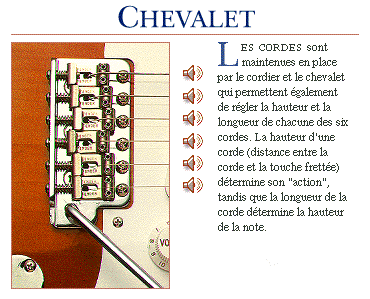 CHEVALET
LES CORDES sont
maintenues en place
par le cordier et le chevalet
qui permettent également
de régler la hauteur et la
longueur de chacune des six
cordes. La hauteur d'une
corde (distance entre la
corde et la touche frettée)
détermine son "action",
tandis que la longueur de la
corde détermine la hauteur
de la note.
VO